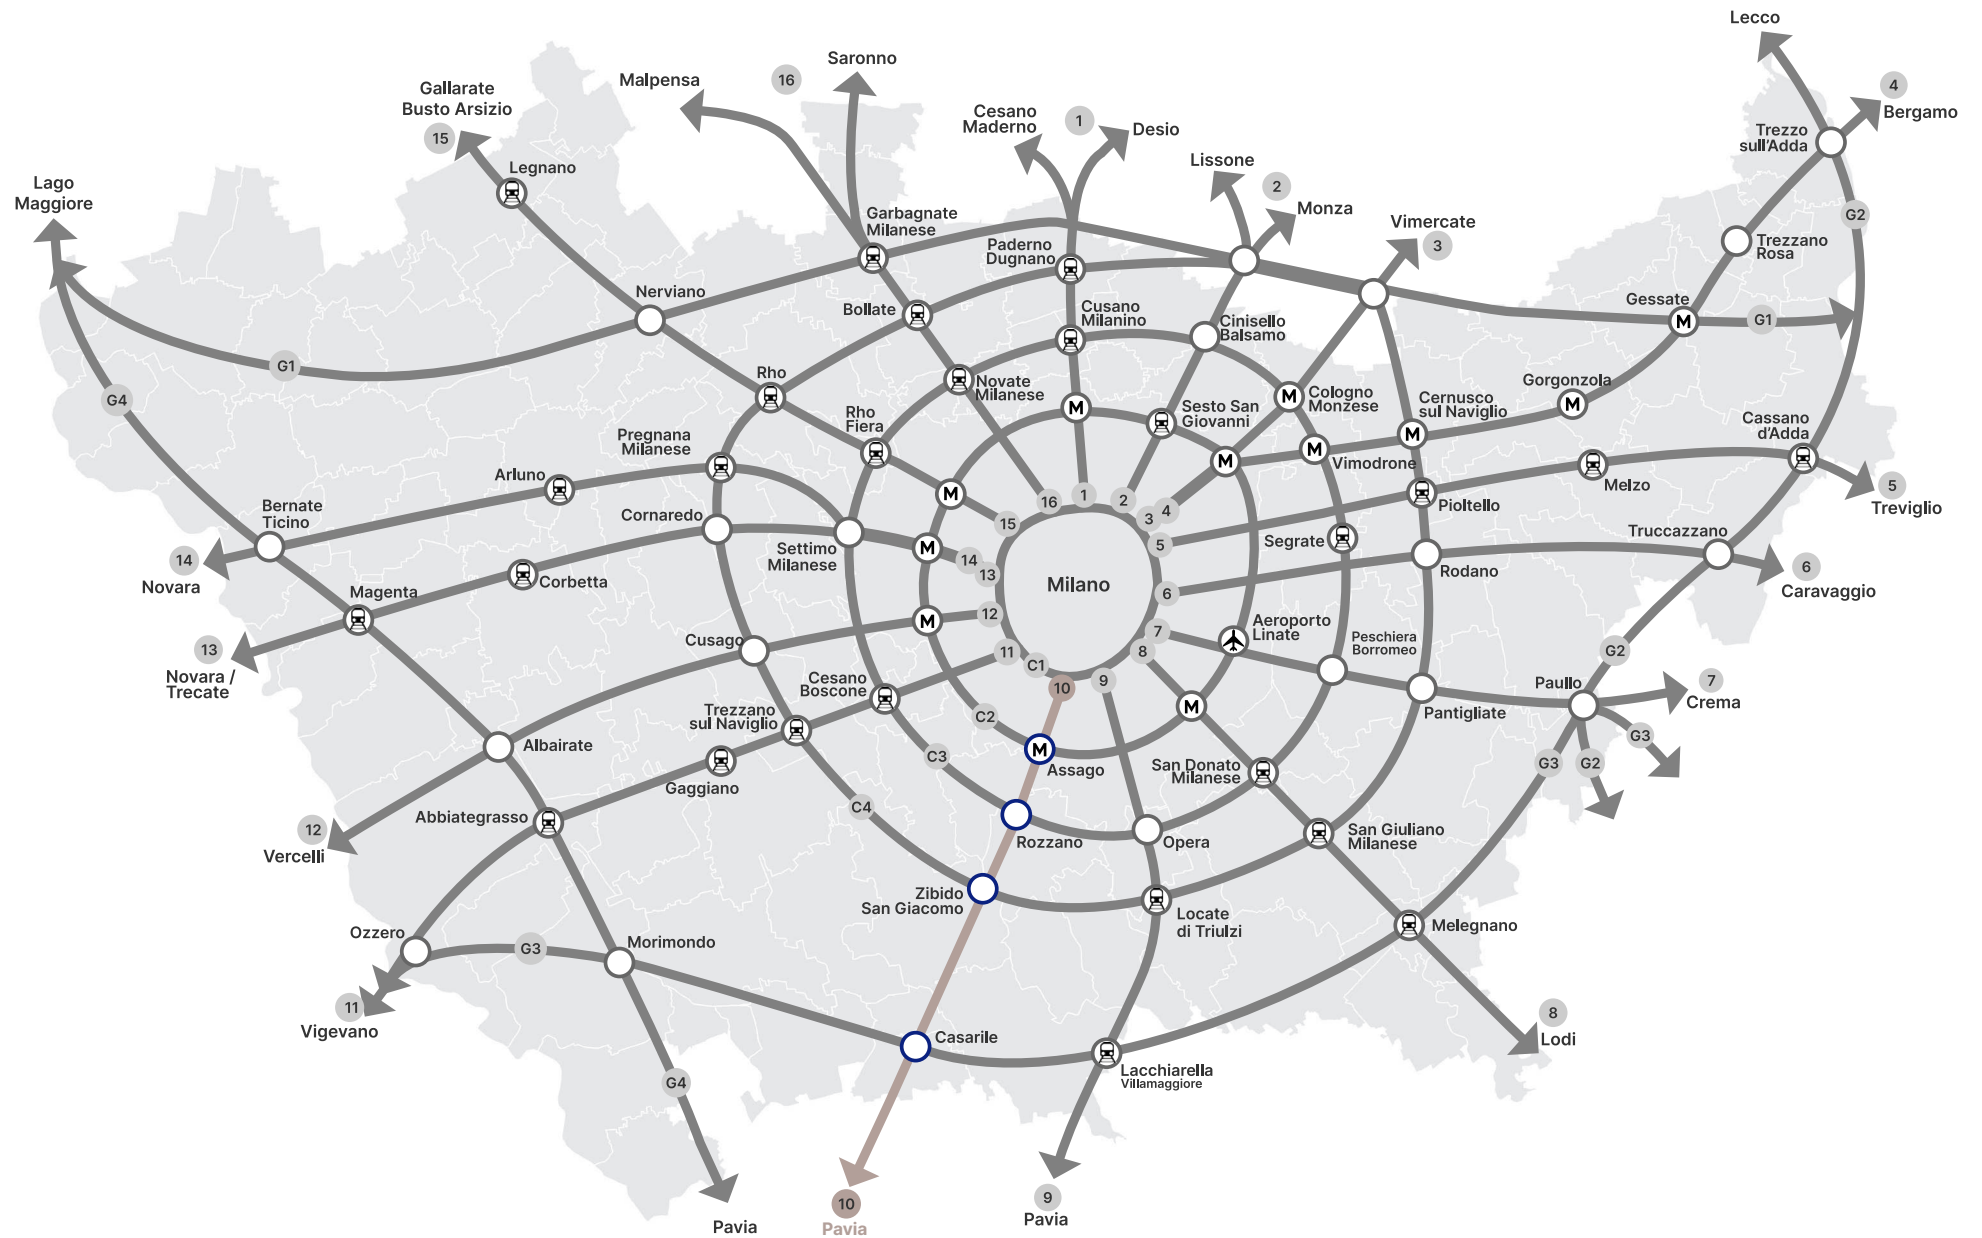 Lecco
4
Bergamo
Trezzo
sull'Adda
G2
Trezzano
Rosa
Gessate
M
G1
Malpensa
16
Saronno
Gallarate
Busto Arsizio
15
Legnano
Cesano
Maderno
1
Desio
Lissone
2
Monza
Vimercate
3
Lago
Maggiore
Garbagnate
Milanese
Paderno
Dugnano
Nerviano
Bollate
Cusano
Milanino
Cinisello
Balsamo
G1
G4
Rho
Novate
Milanese
M
Sesto San
Giovanni
M
Cologno
Monzese
Cernusco
sul Naviglio
M
Gorgonzola
M
Cassano
d'Adda
Rho
Fiera
Pregnana
Milanese
Arluno
M
M
M
Vimodrone
Pioltello
Melzo
5
Treviglio
Bernate
Ticino
Cornaredo
Settimo
Milanese
M
16
1
2
3
4
15
14
13
5
Segrate
Rodano
Truccazzano
6
Caravaggio
14
Novara
Magenta
Corbetta
Milano
12
6
M
13
Novara /
Trecate
Cusago
Cesano
Boscone
11
C1
10
9
8
7
Aeroporto
Linate
Peschiera
Borromeo
G2
Paullo
7
Crema
Pantigliate
Trezzano
sul Naviglio
C2
M
G3
Albairate
Gaggiano
C3
M
Assago
San Donato
Milanese
G3
G2
Abbiategrasso
C4
Rozzano
Opera
San Giuliano
Milanese
12
Vercelli
Zibido
San Giacomo
Locate
di Triulzi
Melegnano
Ozzero
G3
Morimondo
11
Vigevano
Casarile
8
Lodi
Lacchiarella
Villamaggiore
G4
Pavia
10
Pavia
9
Pavia